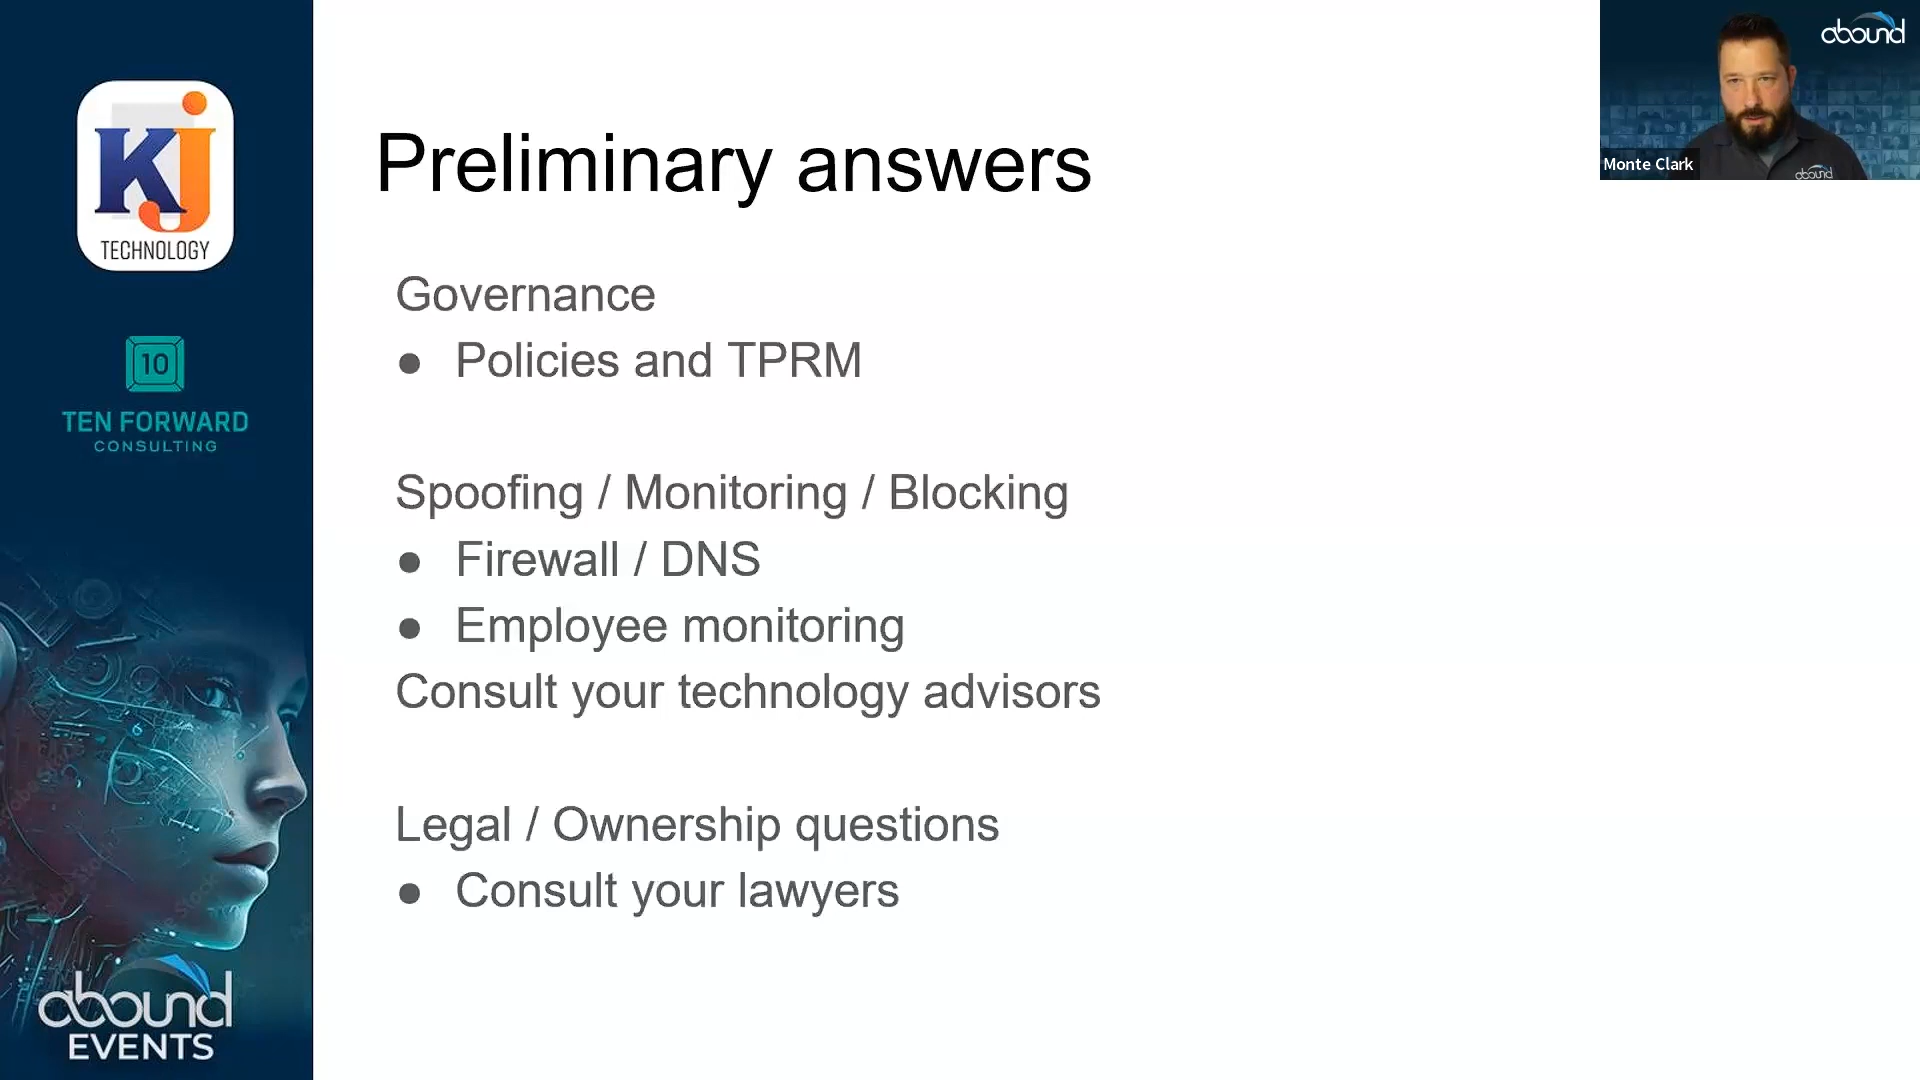 KJ
TECHNOLOGY
10
TEN FORWARD
CONSULTING
abound
EVENTS
Preliminary answers
Governance
● Policies and TPRM
Spoofing / Monitoring / Blocking
● Firewall / DNS
● Employee monitoring
Consult your technology advisors
Legal / Ownership questions
● Consult your lawyers
abound
abound
Monte Clark